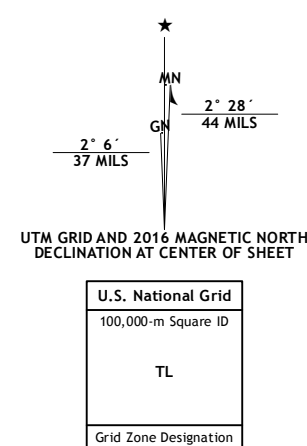 ★
MN
2° 28´
44 MILS
GN
2° 6´
37 MILS
UTM GRID AND 2016 MAGNETIC NORTH
DECLINATION AT CENTER OF SHEET
U.S. National Grid
100,000-m Square ID
TL
Grid Zone Designation